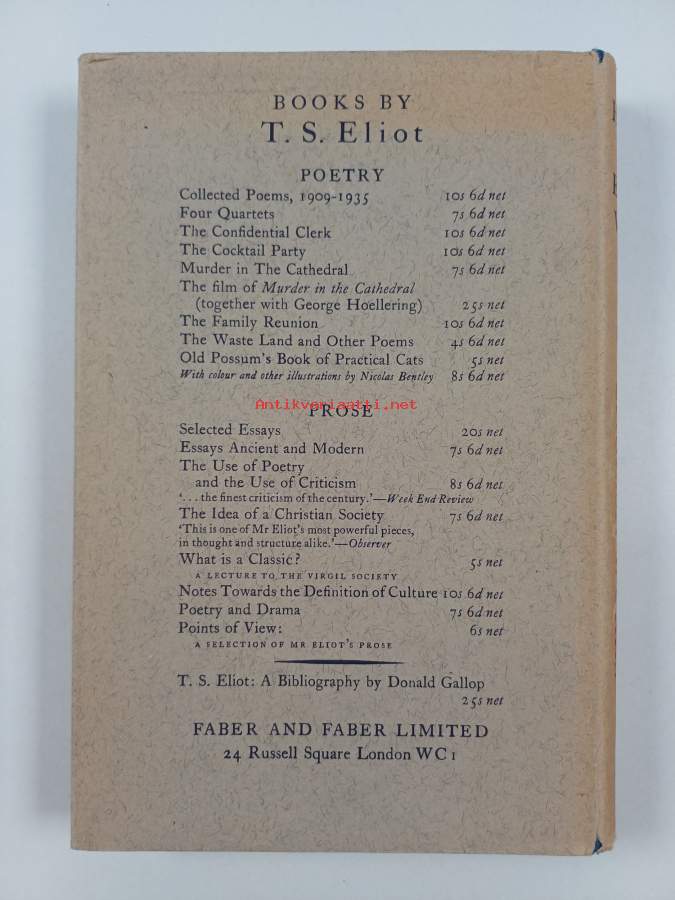 BOOKS BY
T. S. Eliot
POETRY
Collected Poems, 1909-1935 10s 6d net
Four Quartets 7s 6d net
The Confidential Clerk 10s 6d net
The Cocktail Party 10s 6d net
Murder in The Cathedral 7s 6d net
The film of Murder in the Cathedral
(together with George Hoellering) 25s net
The Family Reunion 10s 6d net
The Waste Land and Other Poems 4s 6d net
Old Possum's Book of Practical Cats 5s net
With colour and other illustrations by Nicolas Bentley 8s 6d net
Antikvariaatti.net
PROSE
Selected Essays 20s net
Essays Ancient and Modern 7s 6d net
The Use of Poetry
and the Use of Criticism 8s 6d net
'. . . the finest criticism of the century.'—Week End Review
The Idea of a Christian Society 7s 6d net
'This is one of Mr Eliot's most powerful pieces,
in thought and structure alike.'—Observer
What is a Classic? 5s net
A LECTURE TO THE VIRGIL SOCIETY
Notes Towards the Definition of Culture 10s 6d net
Poetry and Drama 7s 6d net
Points of View: 6s net
A SELECTION OF MR ELIOT'S PROSE
T. S. Eliot: A Bibliography by Donald Gallop
25s net
FABER AND FABER LIMITED
24 Russell Square London WC1